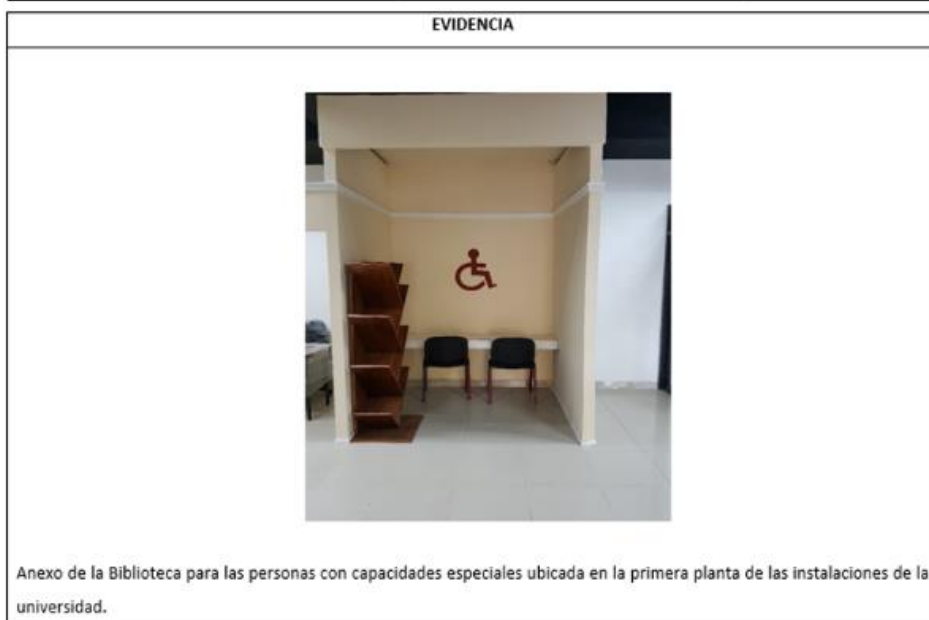 EVIDENCIA
Anexo de la Biblioteca para las personas con capacidades especiales ubicada en la primera planta de las instalaciones de la
universidad.